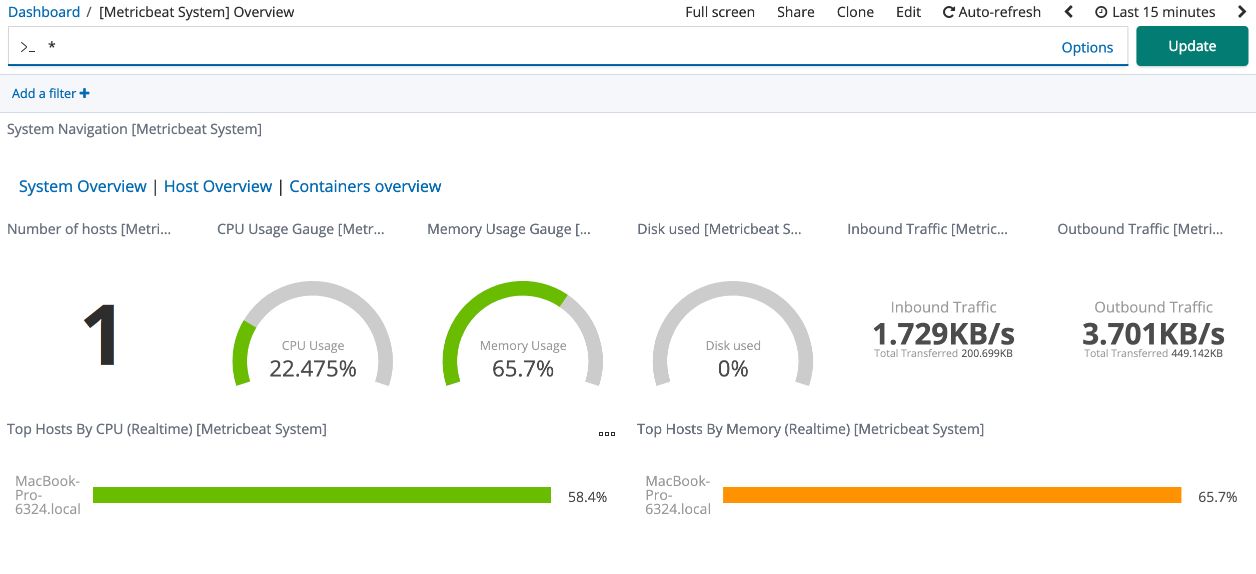 Dashboard / [Metricbeat System] Overview Full screen Share Clone Edit Auto-refresh Last 15 minutes
>_ * Options Update
Add a filter +
System Navigation [Metricbeat System]
System Overview | Host Overview | Containers overview
Number of hosts [Metri... CPU Usage Gauge [Metr... Memory Usage Gauge [... Disk used [Metricbeat S... Inbound Traffic [Metric... Outbound Traffic [Metri...
1
CPU Usage
22.475%
Memory Usage
65.7%
Disk used
0%
Inbound Traffic
1.729KB/s
Total Transferred 200.699KB
Outbound Traffic
3.701KB/s
Total Transferred 449.142KB
Top Hosts By CPU (Realtime) [Metricbeat System]
MacBook-
Pro-
6324.local
58.4%
Top Hosts By Memory (Realtime) [Metricbeat System]
MacBook-
Pro-
6324.local
65.7%